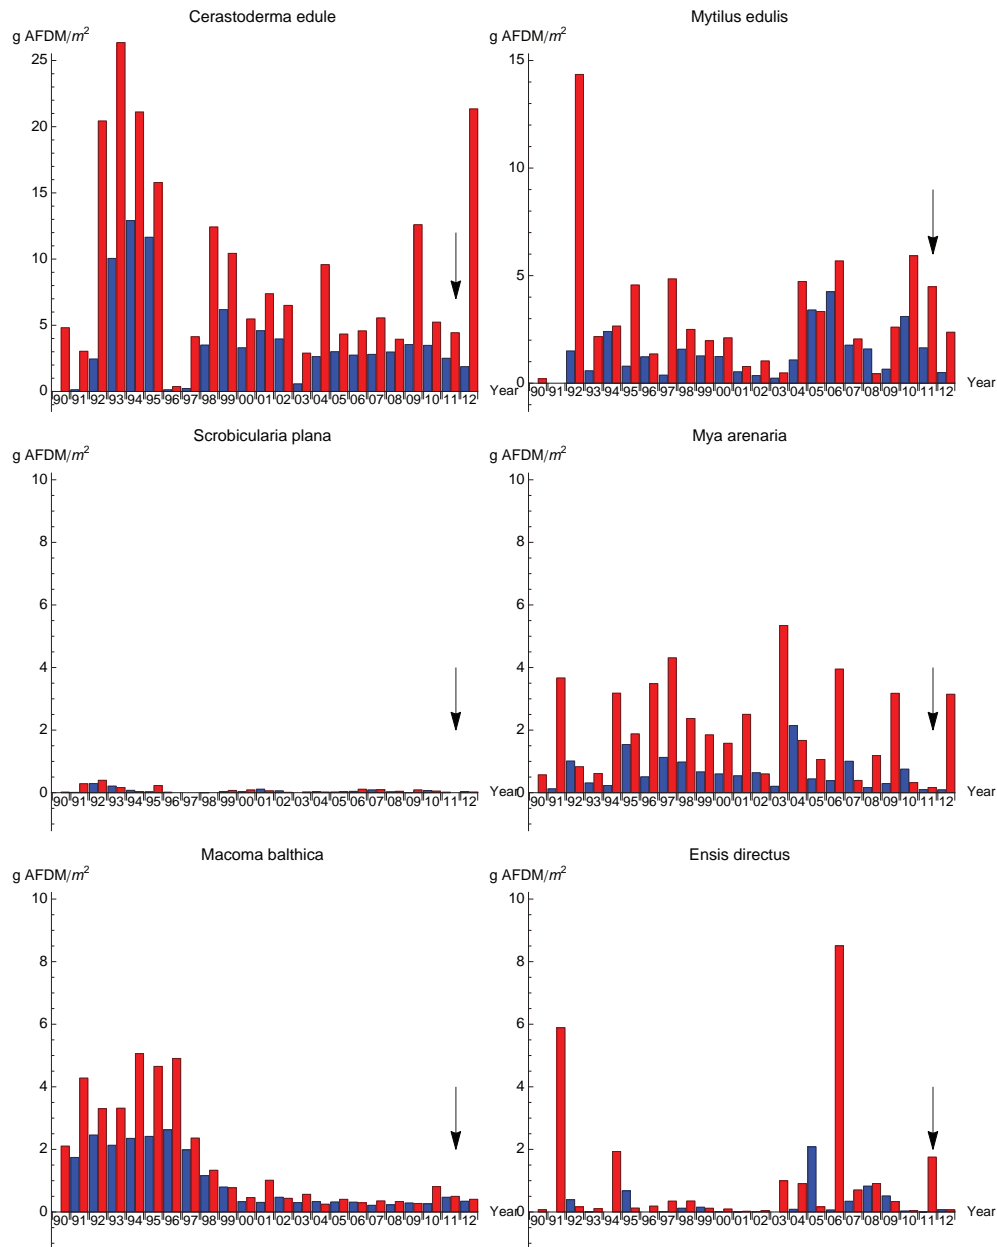 Cerastoderma edule
g AFDM/m²
25
20
15
10
5
0
90 91 92 93 94 95 96 97 98 99 00 01 02 03 04 05 06 07 08 09 10 11 12
Year
Mytilus edulis
g AFDM/m²
15
10
5
0
90 91 92 93 94 95 96 97 98 99 00 01 02 03 04 05 06 07 08 09 10 11 12
Year
Scrobicularia plana
g AFDM/m²
10
8
6
4
2
0
90 91 92 93 94 95 96 97 98 99 00 01 02 03 04 05 06 07 08 09 10 11 12
Year
Mya arenaria
g AFDM/m²
10
8
6
4
2
0
90 91 92 93 94 95 96 97 98 99 00 01 02 03 04 05 06 07 08 09 10 11 12
Year
Macoma balthica
g AFDM/m²
10
8
6
4
2
0
90 91 92 93 94 95 96 97 98 99 00 01 02 03 04 05 06 07 08 09 10 11 12
Year
Ensis directus
g AFDM/m²
10
8
6
4
2
0
90 91 92 93 94 95 96 97 98 99 00 01 02 03 04 05 06 07 08 09 10 11 12
Year